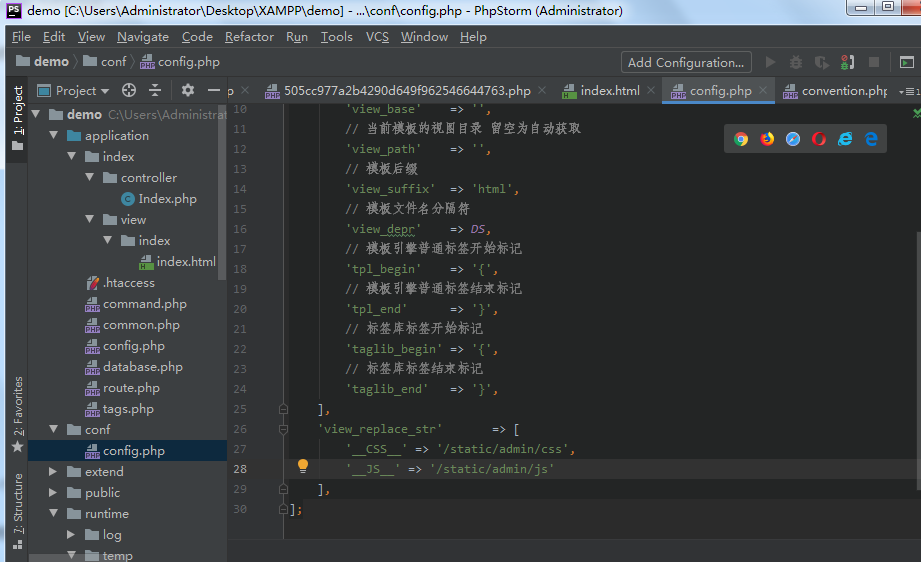 demo [C:\Users\Administrator\Desktop\XAMPP\demo] - ...\conf\config.php - PhpStorm (Administrator)
File Edit View Navigate Code Refactor Run Tools VCS Window Help
demo conf config.php Add Configuration...
Project 505cc977a2b4290d649f962546644763.php index.html config.php convention.php
1: Project
2: Favorites
7: Structure
demo C:\Users\Administrat
application
index
controller
Index.php
view
index
index.html
.htaccess
command.php
common.php
config.php
database.php
route.php
tags.php
conf
config.php
extend
public
runtime
log
temp
10 'view_base' => '',
11 // 当前模板的视图目录 留空为自动获取
12 'view_path' => '',
13 // 模板后缀
14 'view_suffix' => 'html',
15 // 模板文件名分隔符
16 'view_depr' => DS,
17 // 模板引擎普通标签开始标记
18 'tpl_begin' => '{',
19 // 模板引擎普通标签结束标记
20 'tpl_end' => '}',
21 // 标签库标签开始标记
22 'taglib_begin' => '{',
23 // 标签库标签结束标记
24 'taglib_end' => '}',
25 ],
26 'view_replace_str' => [
27 '__CSS__' => '/static/admin/css',
28 '__JS__' => '/static/admin/js'
29 ],
30 ];